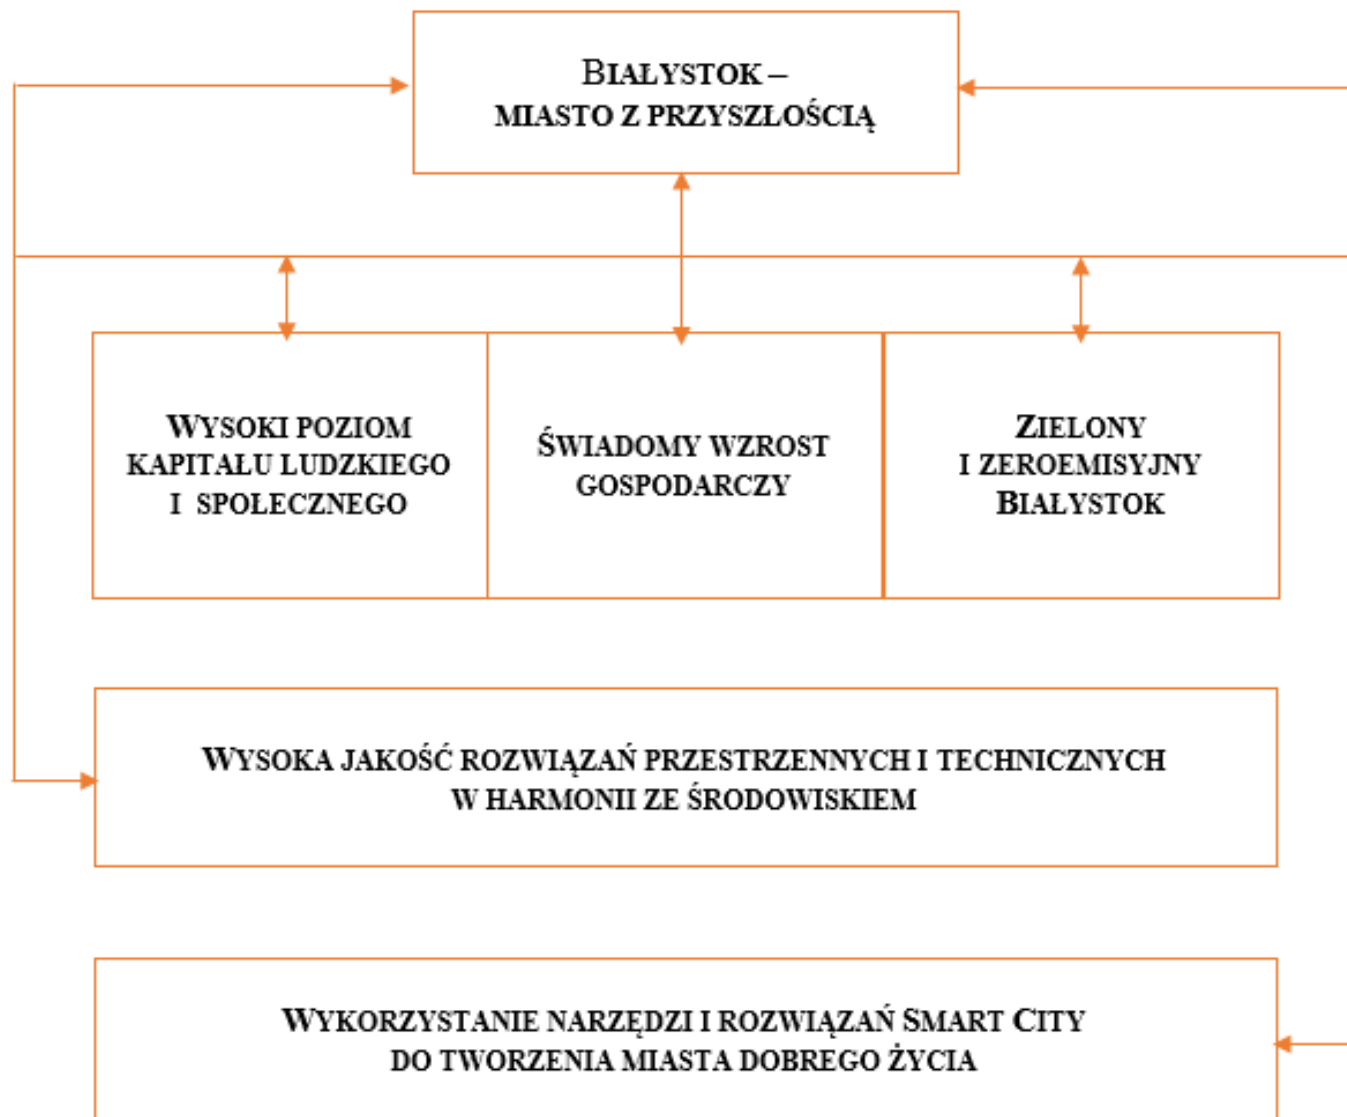 BIAŁYSTOK –
MIASTO Z PRZYSZŁOŚCIĄ
WYSOKI POZIOM
KAPITAŁU LUDZKIEGO
I SPOŁECZNEGO
ŚWIADOMY WZROST
GOSPODARCZY
ZIELONY
I ZEROEMISYJNY
BIAŁYSTOK
WYSOKA JAKOŚĆ ROZWIĄZAŃ PRZESTRZENNYCH I TECHNICZNYCH
W HARMONII ZE ŚRODOWISKIEM
WYKORZYSTANIE NARZĘDZI I ROZWIĄZAŃ SMART CITY
DO TWORZENIA MIASTA DOBREGO ŻYCIA